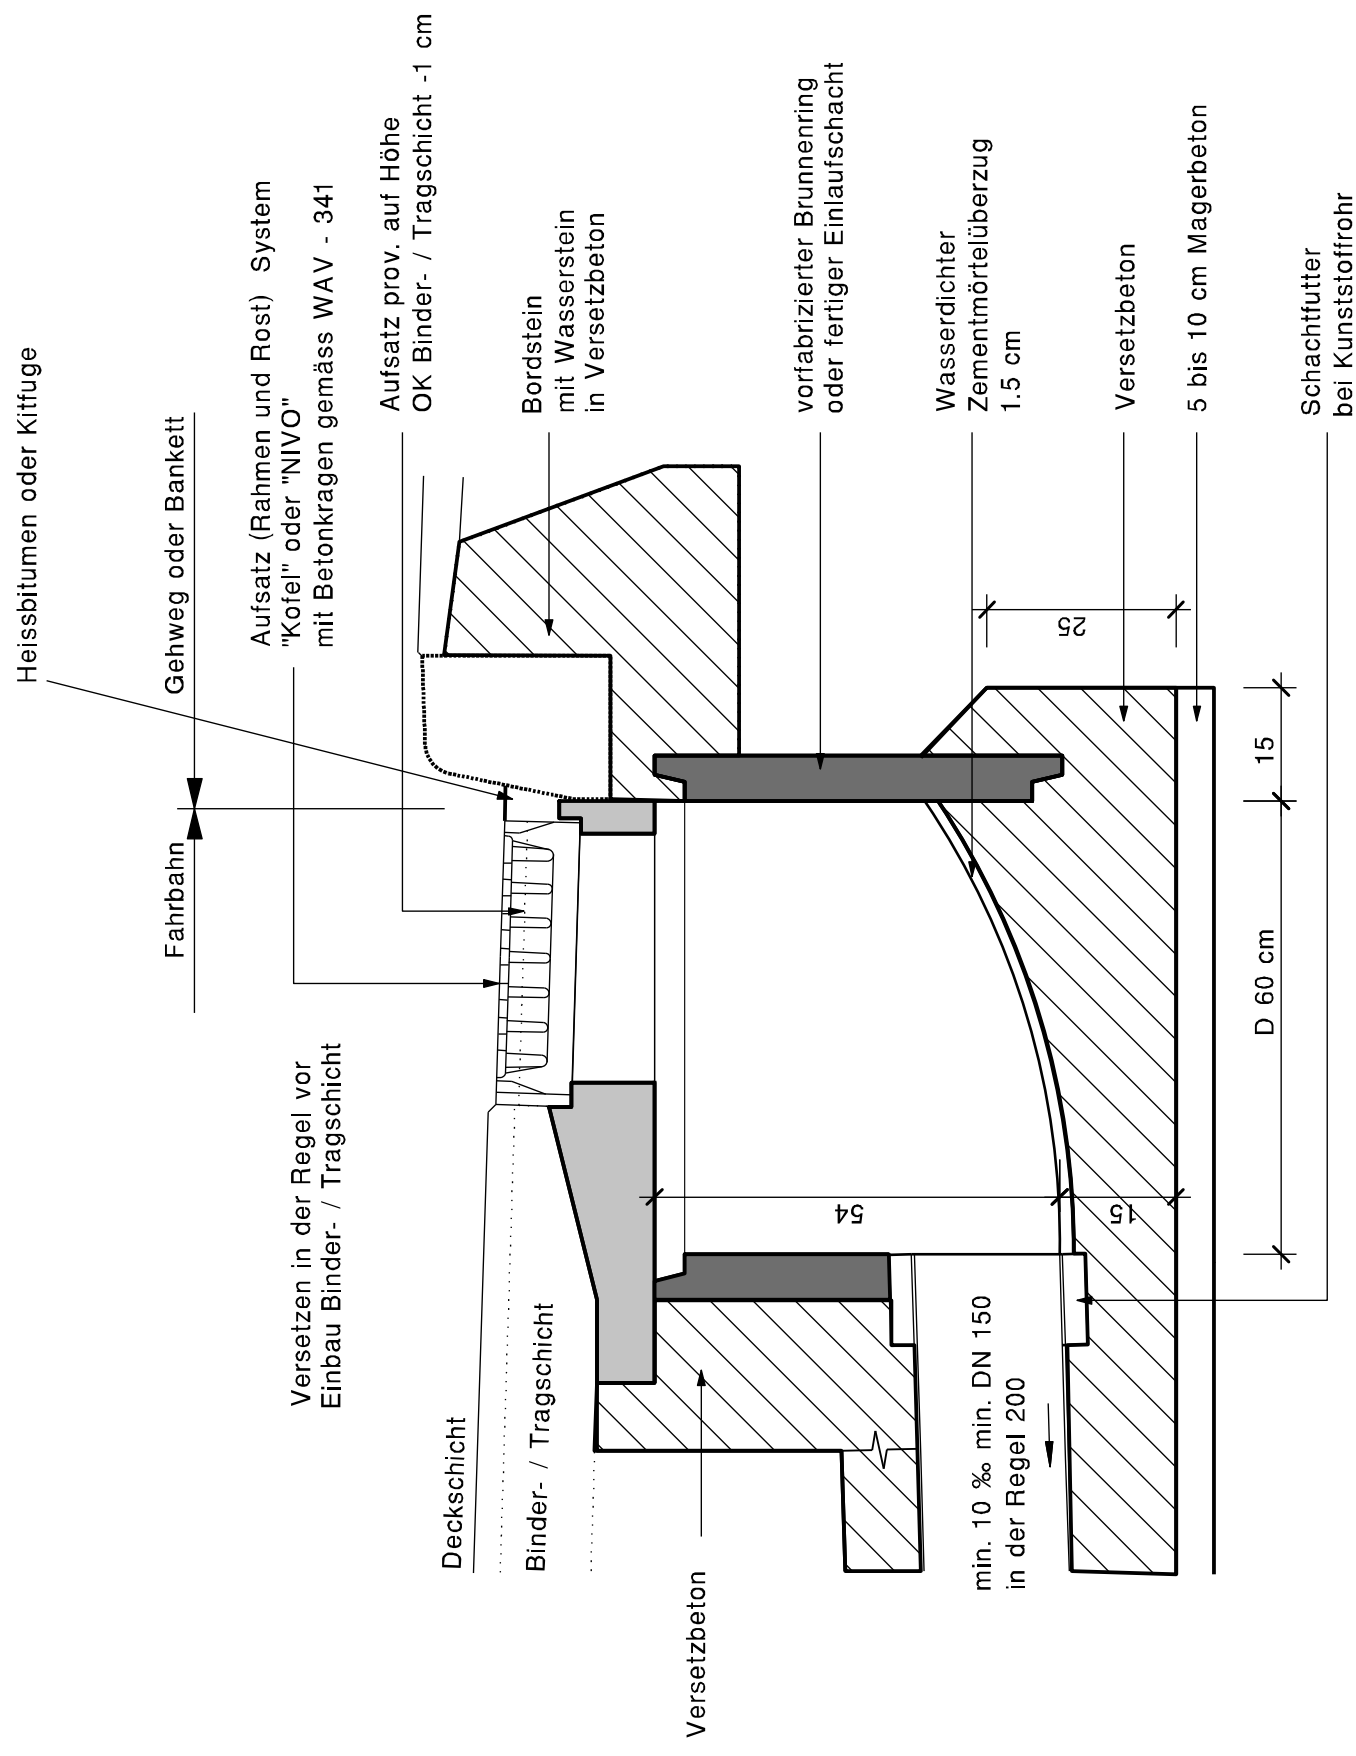 Heissbitumen oder Kitfuge
Gehweg oder Bankett
Fahrbahn
Aufsatz (Rahmen und Rost) System
"Kofel" oder "NIVO"
mit Betonkragen gemäss WAV - 341
Aufsatz prov. auf Höhe
OK Binder- / Tragschicht -1 cm
Versetzen in der Regel vor
Einbau Binder- / Tragschicht
Deckschicht
Binder- / Tragschicht
Bordstein
mit Wasserstein
in Versetzbeton
Versetzbeton
vorfabrizierter Brunnenring
oder fertiger Einlaufschacht
Wasserdichter
Zementmörtelüberzug
1.5 cm
Versetzbeton
5 bis 10 cm Magerbeton
Schachtfutter
bei Kunststoffrohr
min. 10 ‰ min. DN 150
in der Regel 200
54
15
25
15
D 60 cm